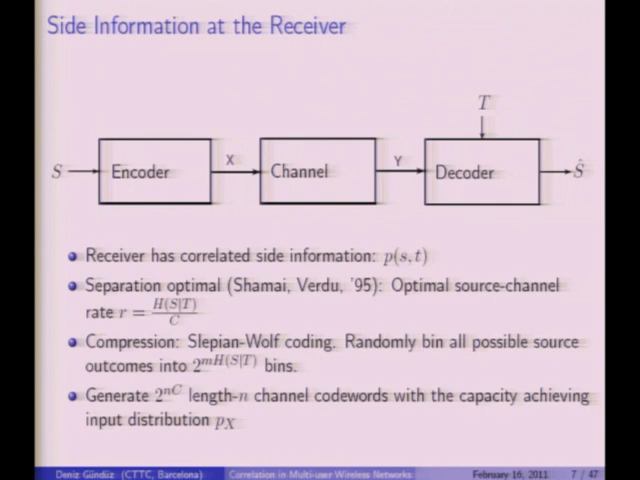 Side Information at the Receiver
T
S Encoder X Channel Y Decoder Ŝ
Receiver has correlated side information: p(s,t)
Separation optimal (Shamai, Verdu, '95): Optimal source-channel
rate r = H(S|T)/C
Compression: Slepian-Wolf coding. Randomly bin all possible source
outcomes into 2^{mH(S|T)} bins.
Generate 2^{nC} length-n channel codewords with the capacity achieving
input distribution p_X
Deniz Gündüz (CTTC, Barcelona) Correlation in Multi-user Wireless Networks February 16, 2011 7 / 47